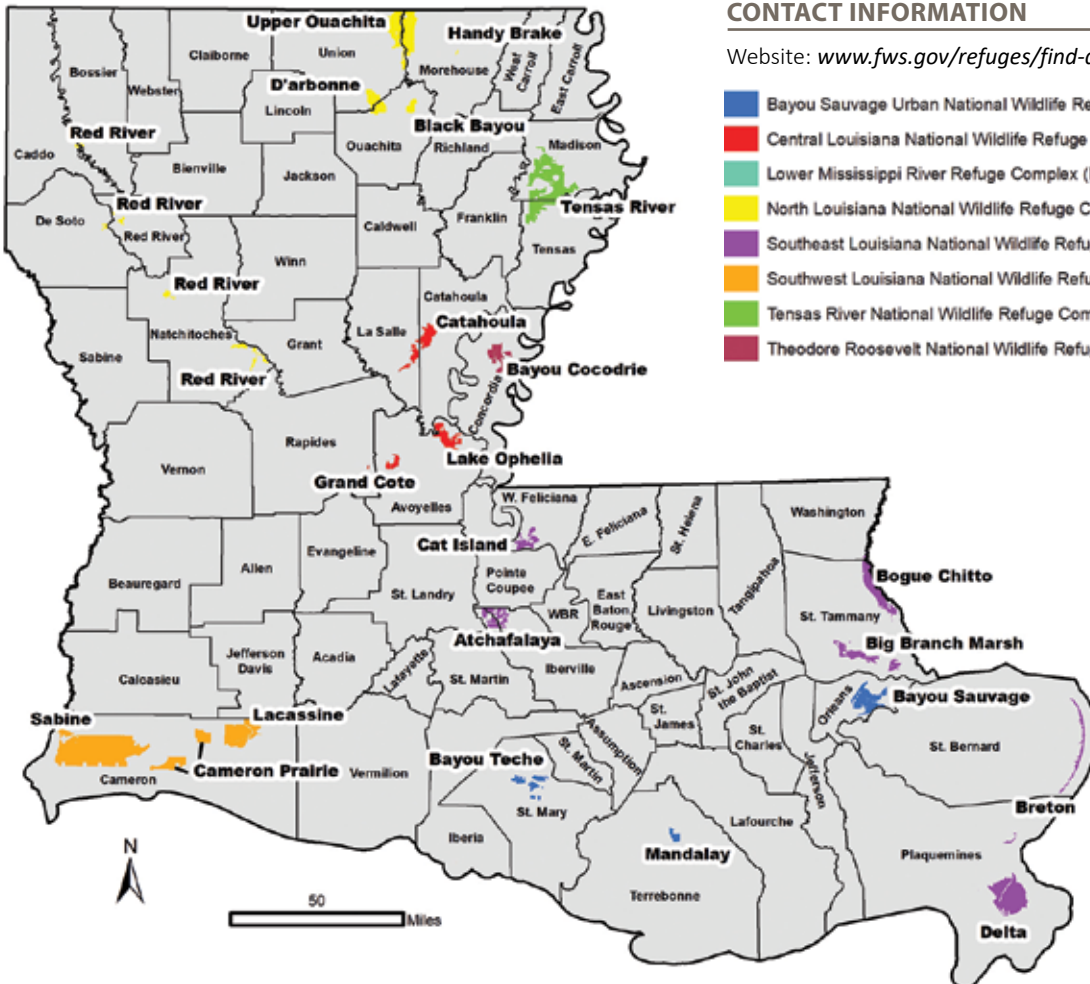 CONTACT INFORMATION
Website: www.fws.gov/refuges/find-
Bayou Sauvage Urban National Wildlife Re
Central Louisiana National Wildlife Refuge
Lower Mississippi River Refuge Complex (
North Louisiana National Wildlife Refuge C
Southeast Louisiana National Wildlife Refu
Southwest Louisiana National Wildlife Refu
Tensas River National Wildlife Refuge Com
Theodore Roosevelt National Wildlife Refu
Upper Ouachita
Handy Brake
Claiborne
Union
Bossier
Webster
Morehouse
West
Carroll
East Carroll
D'arbonne
Lincoln
Black Bayou
Red River
Caddo
Bienville
Jackson
Ouachita
Richland
Madison
Red River
De Soto
Red River
Caldwell
Franklin
Tensas River
Tensas
Winn
Red River
Catahoula
Natchitoches
Sabine
Grant
La Salle
Catahoula
Red River
Bayou Cocodrie
Concordia
Rapides
Vernon
Lake Ophelia
Grand Cote
Avoyelles
W. Feliciana
E. Feliciana
St. Helena
Washington
Cat Island
Evangeline
Allen
Beauregard
St. Landry
Pointe
Coupee
Tangipahoa
Bogue Chitto
WBR
East
Baton
Rouge
Livingston
St. Tammany
Atchafalaya
Big Branch Marsh
Jefferson
Davis
Acadia
Calcasieu
Lafayette
St. Martin
Iberville
Ascension
St. John
the Baptist
Orleans
Bayou Sauvage
Sabine
Lacassine
St.
James
St.
Charles
Jefferson
St. Bernard
Assumption
St. Martin
Cameron Prairie
Cameron
Vermilion
Bayou Teche
St. Mary
Iberia
Lafourche
Breton
Mandalay
Plaquemines
Terrebonne
Delta
N
50
Miles